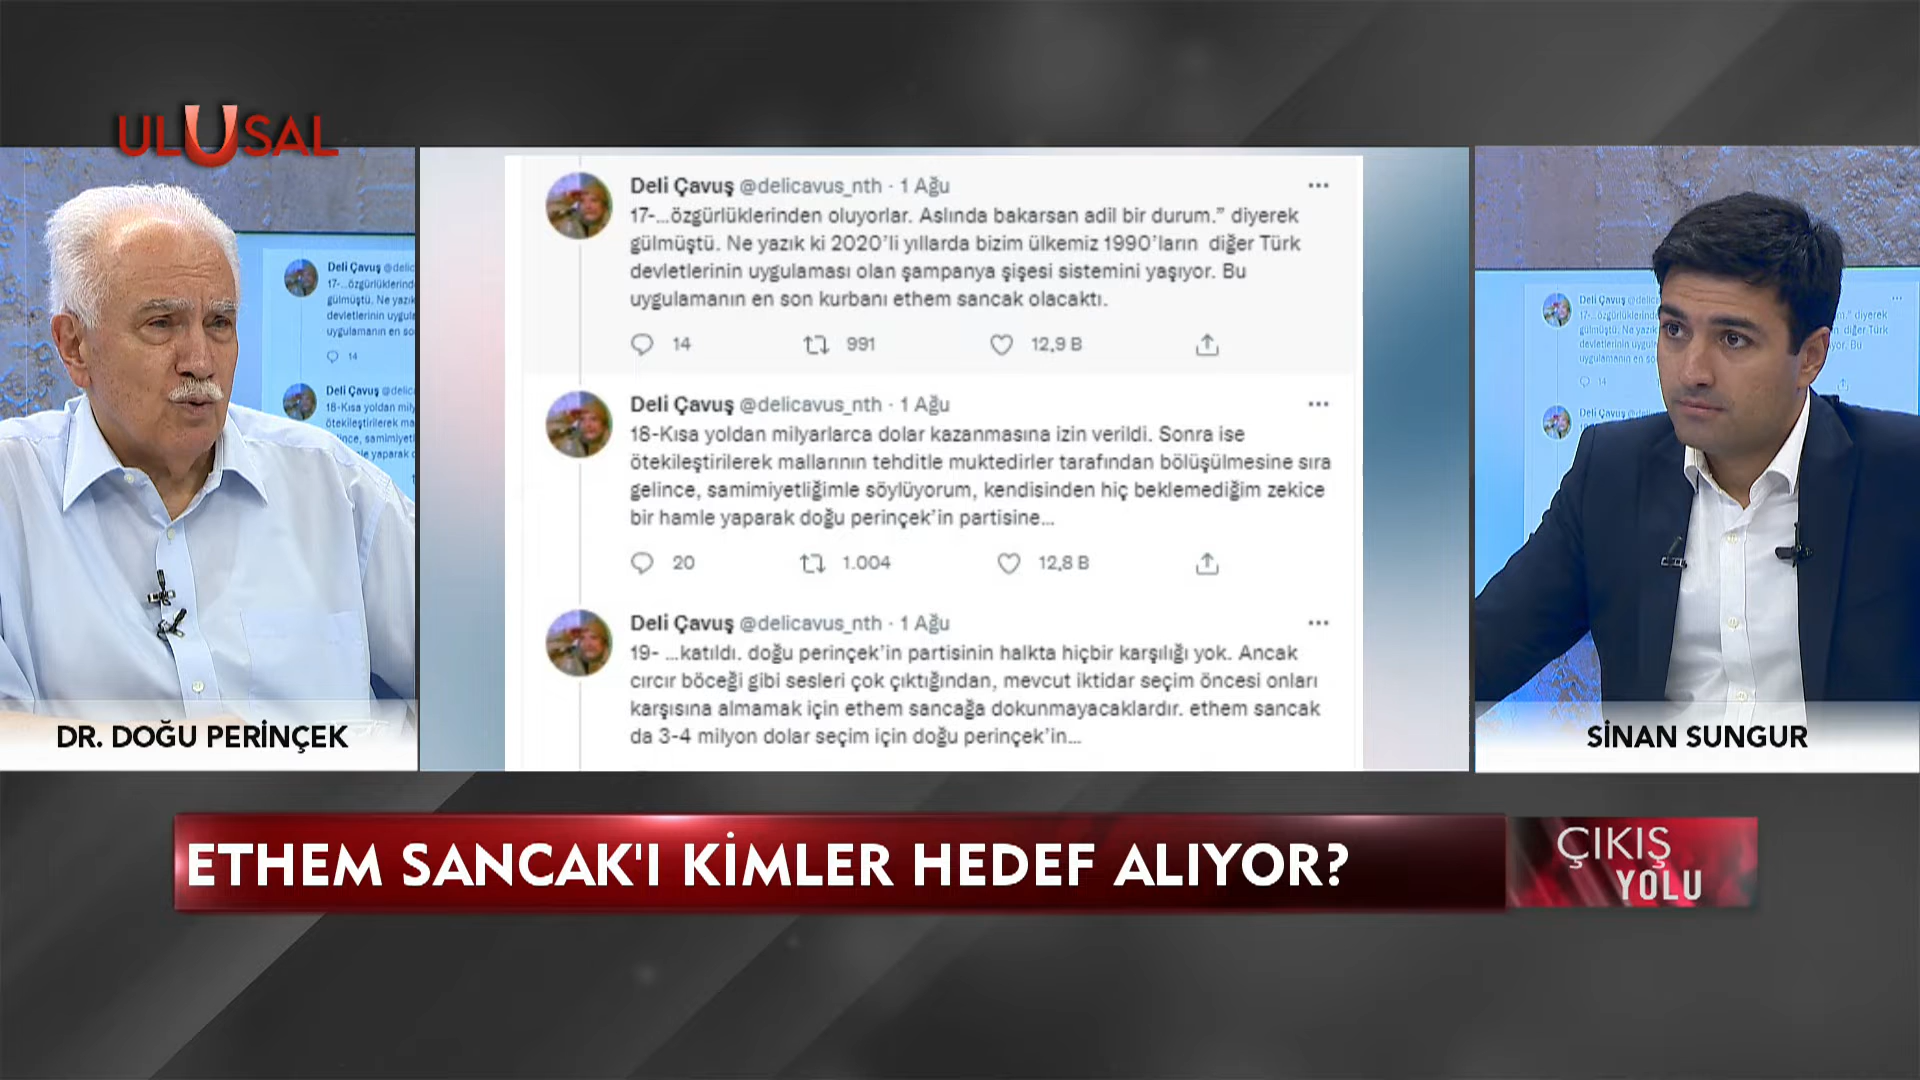 ULUSAL
Deli Çavuş @delicavus_nth · 1 Ağu
17-...özgürlüklerinden oluyorlar. Aslında bakarsan adil bir durum.” diyerek
gülmüştü. Ne yazık ki 2020’li yıllarda bizim ülkemiz 1990’ların diğer Türk
devletlerinin uygulaması olan şampanya şişesi sistemini yaşıyor. Bu
uygulamanın en son kurbanı ethem sancak olacaktı.
14 991 12,9 B
Deli Çavuş @delicavus_nth · 1 Ağu
18-Kısa yoldan milyarlarca dolar kazanmasına izin verildi. Sonra ise
ötekileştirilerek mallarının tehditle muktedirler tarafından bölüşülmesine sıra
gelince, samimiyetliğimle söylüyorum, kendisinden hiç beklemediğim zekice
bir hamle yaparak doğu perinçek’in partisine...
20 1.004 12,8 B
Deli Çavuş @delicavus_nth · 1 Ağu
19- ...katıldı. doğu perinçek’in partisinin halkta hiçbir karşılığı yok. Ancak
cırcır böceği gibi sesleri çok çıktığından, mevcut iktidar seçim öncesi onları
karşısına almamak için ethem sancağa dokunmayacaklardır. ethem sancak
da 3-4 milyon dolar seçim için doğu perinçek’in...
DR. DOĞU PERİNÇEK
SİNAN SUNGUR
ETHEM SANCAK'I KİMLER HEDEF ALIYOR?
ÇIKIŞ
YOLU